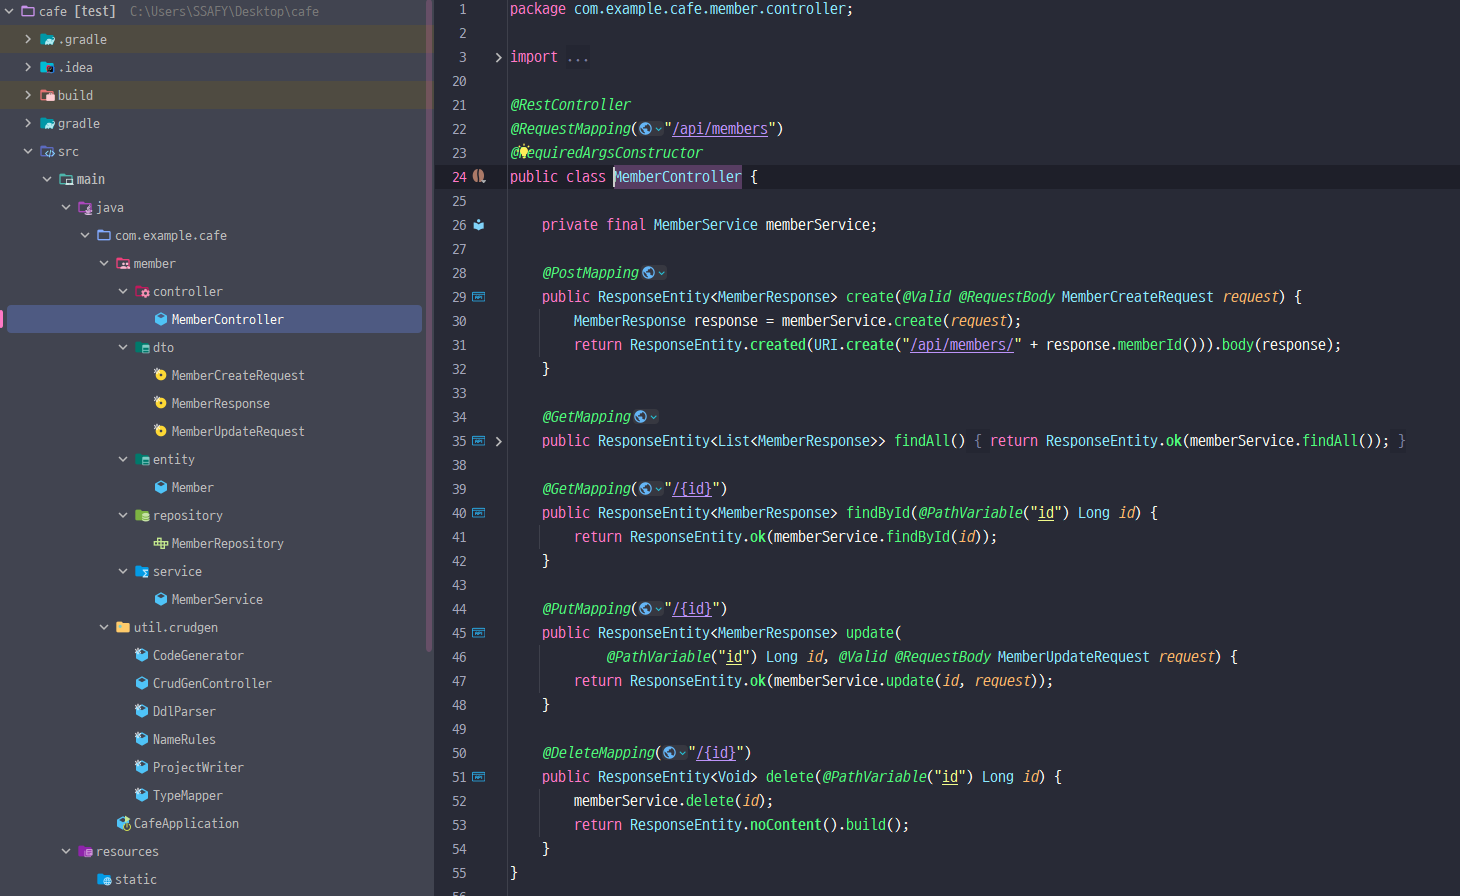 cafe [test] C:\Users\SSAFY\Desktop\cafe
.gradle
.idea
build
gradle
src
main
java
com.example.cafe
member
controller
MemberController
dto
MemberCreateRequest
MemberResponse
MemberUpdateRequest
entity
Member
repository
MemberRepository
service
MemberService
util.crudgen
CodeGenerator
CrudGenController
DdlParser
NameRules
ProjectWriter
TypeMapper
CafeApplication
resources
static
1 package com.example.cafe.member.controller;
2
3 import ...
20
21 @RestController
22 @RequestMapping("/api/members")
23 @RequiredArgsConstructor
24 public class MemberController {
25
26 private final MemberService memberService;
27
28 @PostMapping
29 public ResponseEntity<MemberResponse> create(@Valid @RequestBody MemberCreateRequest request) {
30 MemberResponse response = memberService.create(request);
31 return ResponseEntity.created(URI.create("/api/members/" + response.memberId())).body(response);
32 }
33
34 @GetMapping
35 public ResponseEntity<List<MemberResponse>> findAll() { return ResponseEntity.ok(memberService.findAll()); }
38
39 @GetMapping("/{id}")
40 public ResponseEntity<MemberResponse> findById(@PathVariable("id") Long id) {
41 return ResponseEntity.ok(memberService.findById(id));
42 }
43
44 @PutMapping("/{id}")
45 public ResponseEntity<MemberResponse> update(
46 @PathVariable("id") Long id, @Valid @RequestBody MemberUpdateRequest request) {
47 return ResponseEntity.ok(memberService.update(id, request));
48 }
49
50 @DeleteMapping("/{id}")
51 public ResponseEntity<Void> delete(@PathVariable("id") Long id) {
52 memberService.delete(id);
53 return ResponseEntity.noContent().build();
54 }
55 }